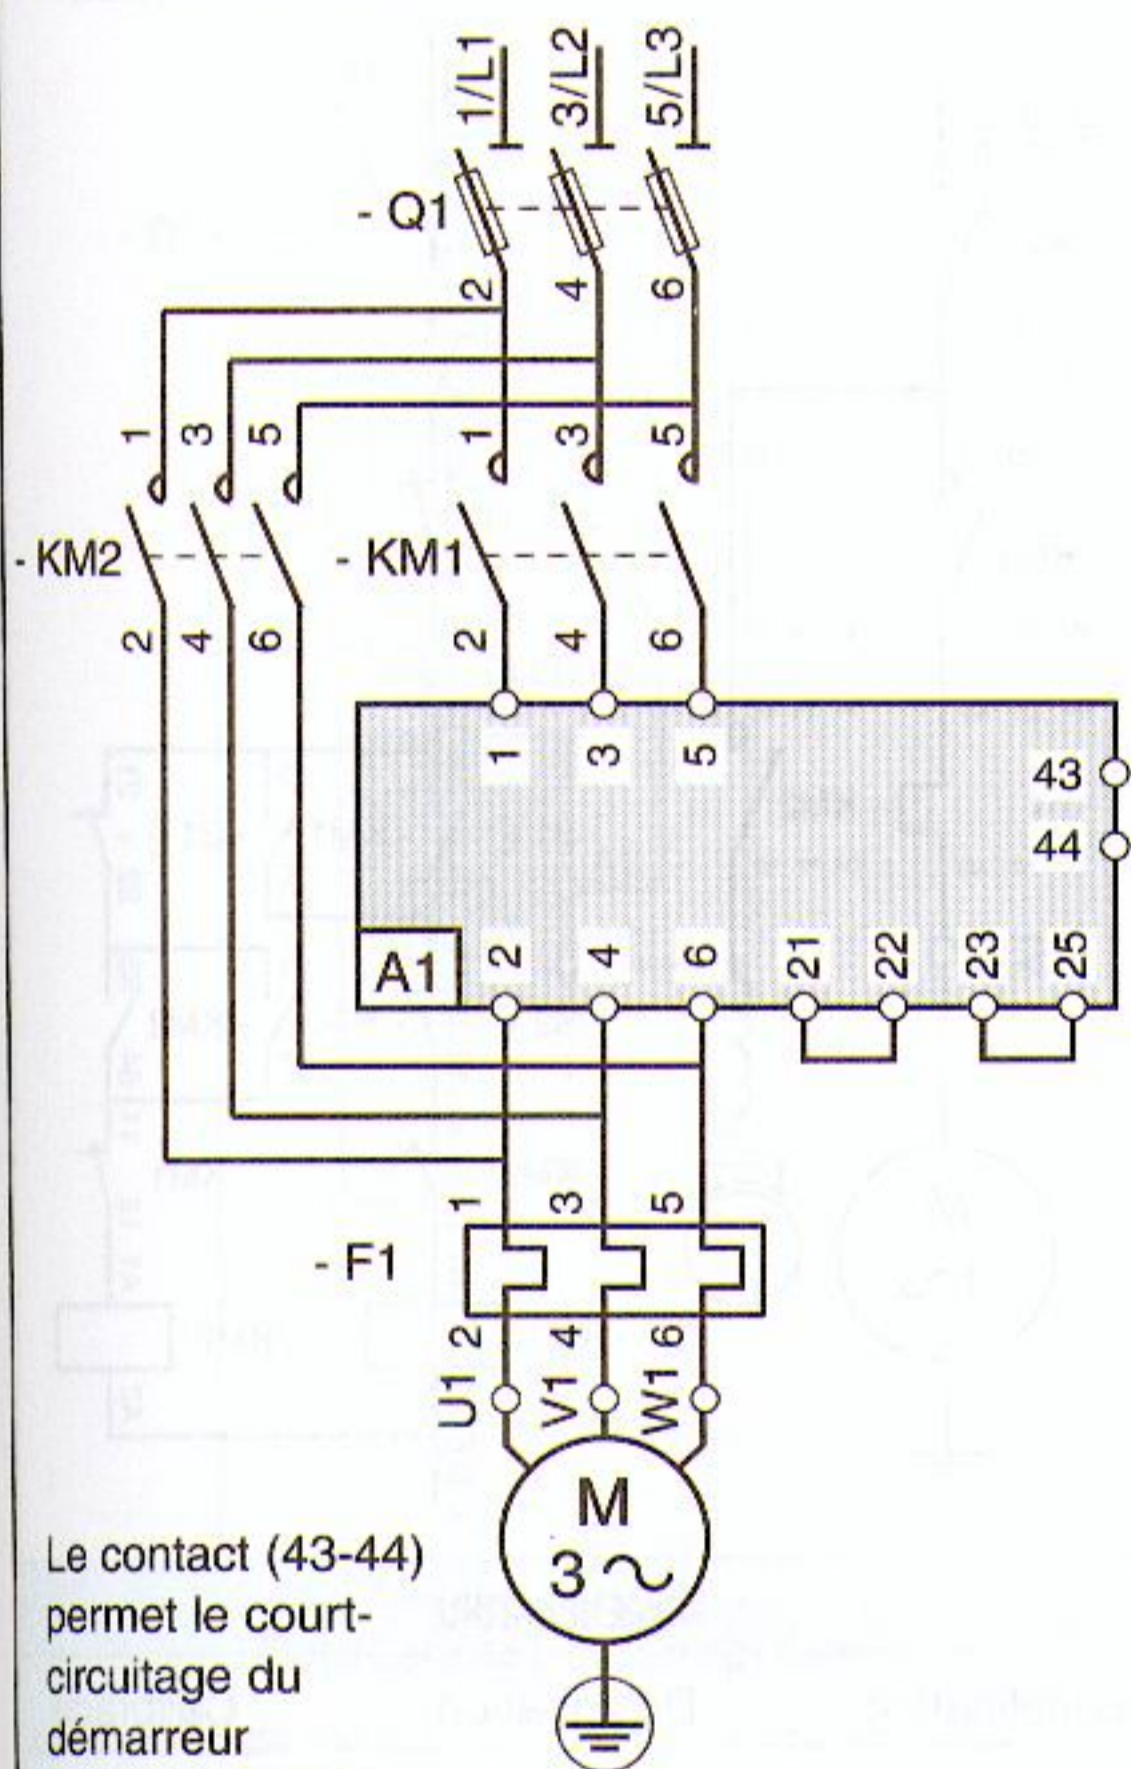 1/L1 3/L2 5/L3
- Q1
2 4 6
1 3 5 1 3 5
- KM2 - KM1
2 4 6 2 4 6
1 3 5
43
44
A1 2 4 6 21 22 23 25
1 3 5
- F1
2 4 6
U1 V1 W1
M
3 ~
Le contact (43-44)
permet le court-
circuitage du
démarreur